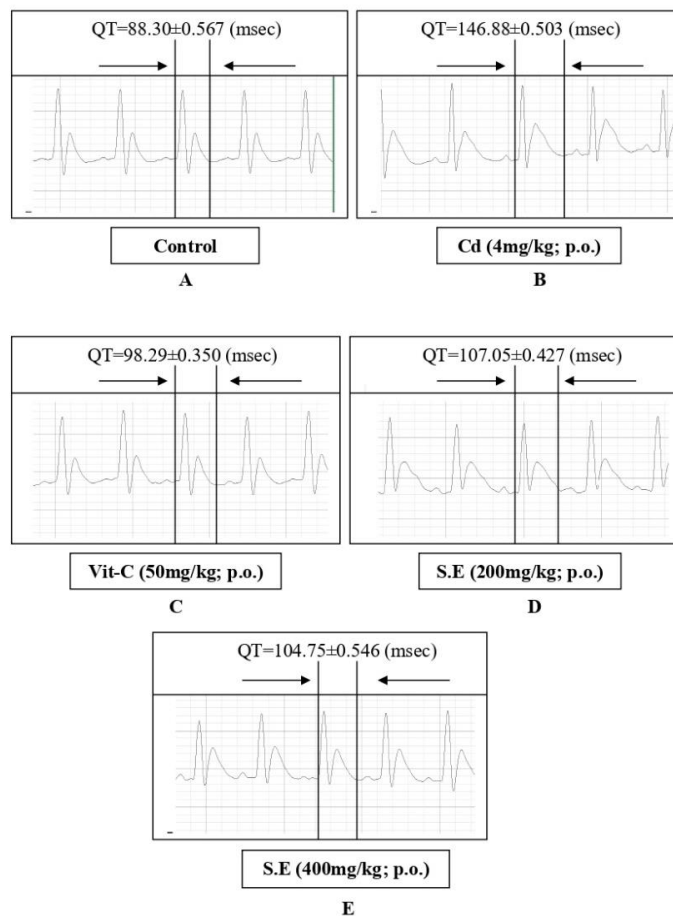 QT=88.30±0.567 (msec)
Control
A
QT=146.88±0.503 (msec)
Cd (4mg/kg; p.o.)
B
QT=98.29±0.350 (msec)
Vit-C (50mg/kg; p.o.)
C
QT=107.05±0.427 (msec)
S.E (200mg/kg; p.o.)
D
QT=104.75±0.546 (msec)
S.E (400mg/kg; p.o.)
E